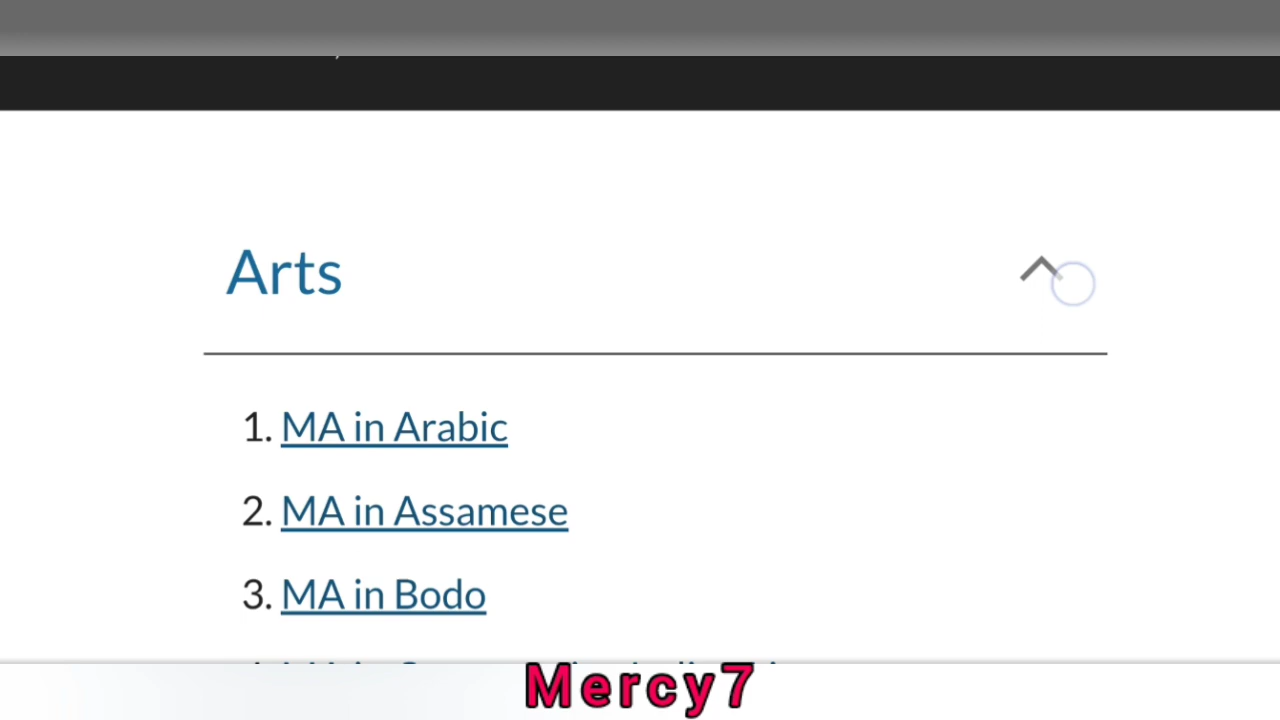 Arts
1. MA in Arabic
2. MA in Assamese
3. MA in Bodo
Mercy7